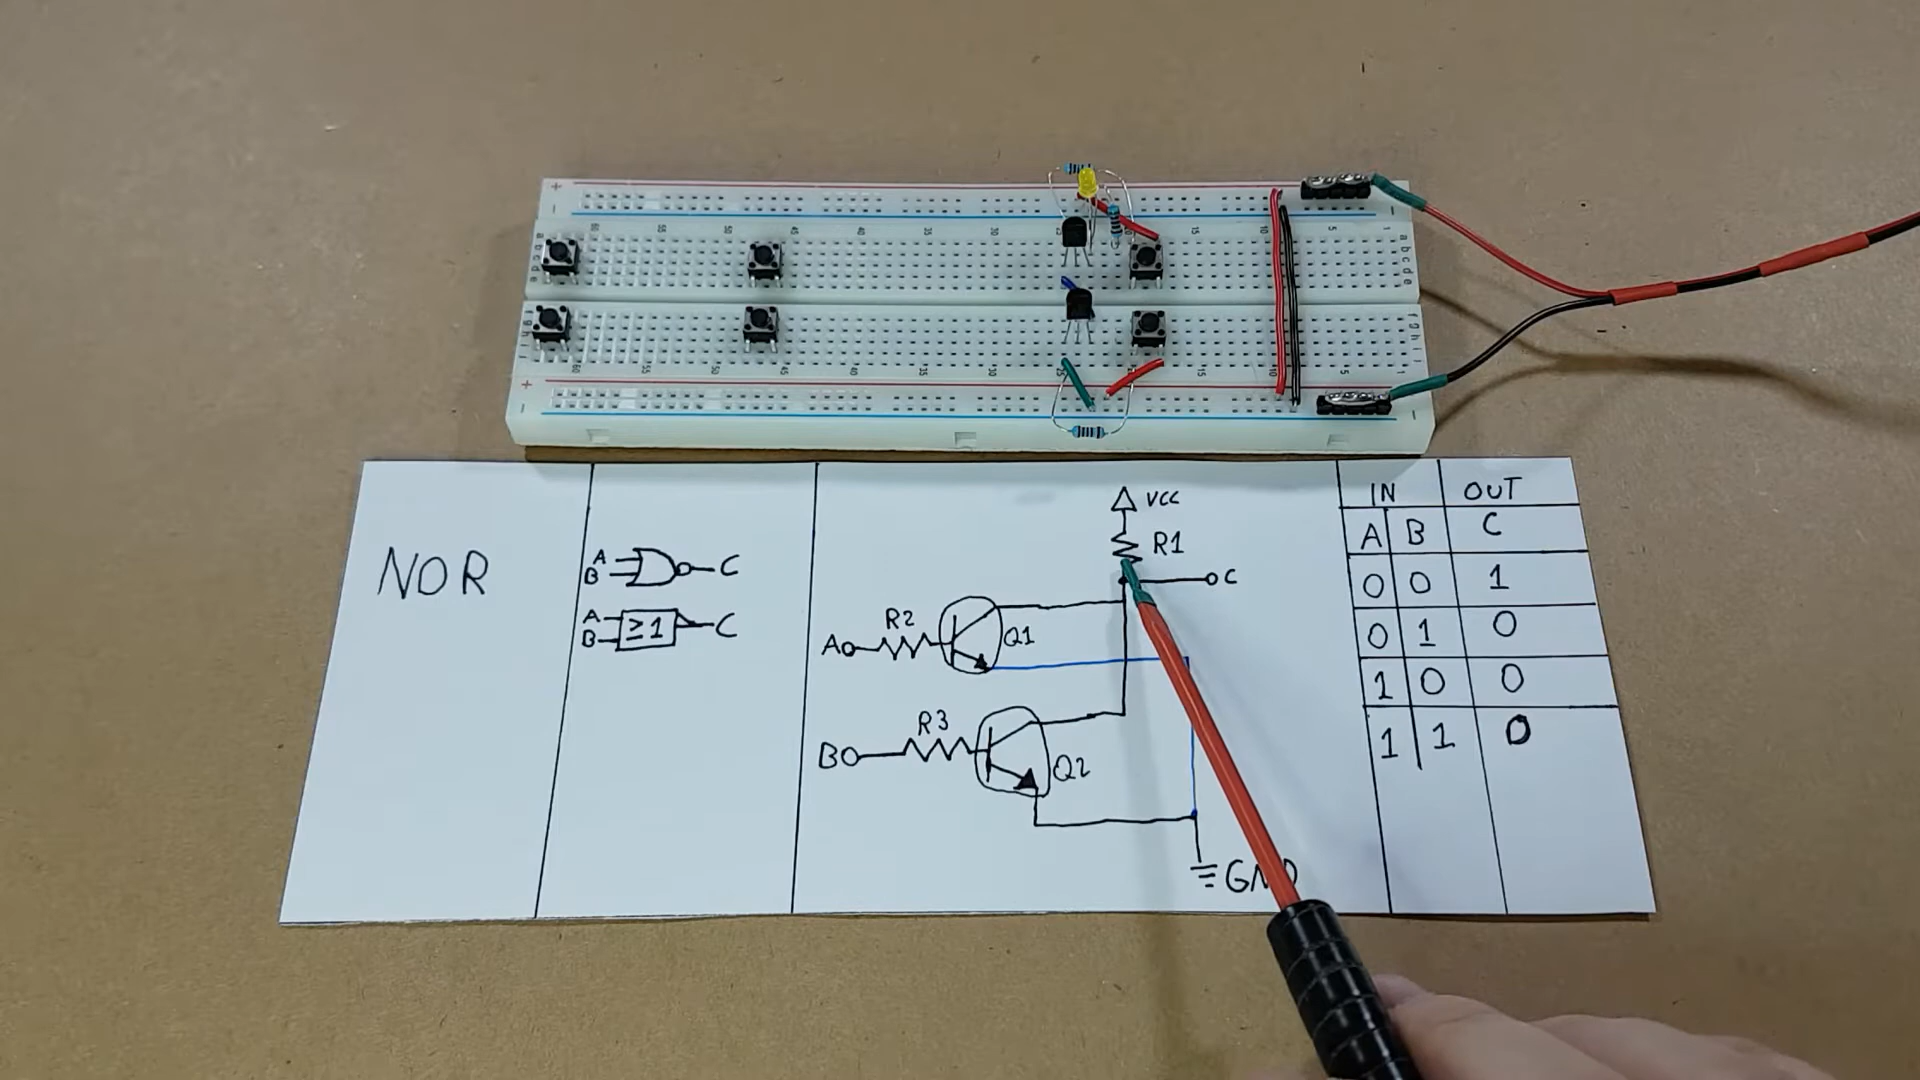 NOR
A
B
C
A
B
≥1
C
VCC
R1
C
R2
A
Q1
R3
B
Q2
GND
IN OUT
A B C
0 0 1
0 1 0
1 0 0
1 1 0